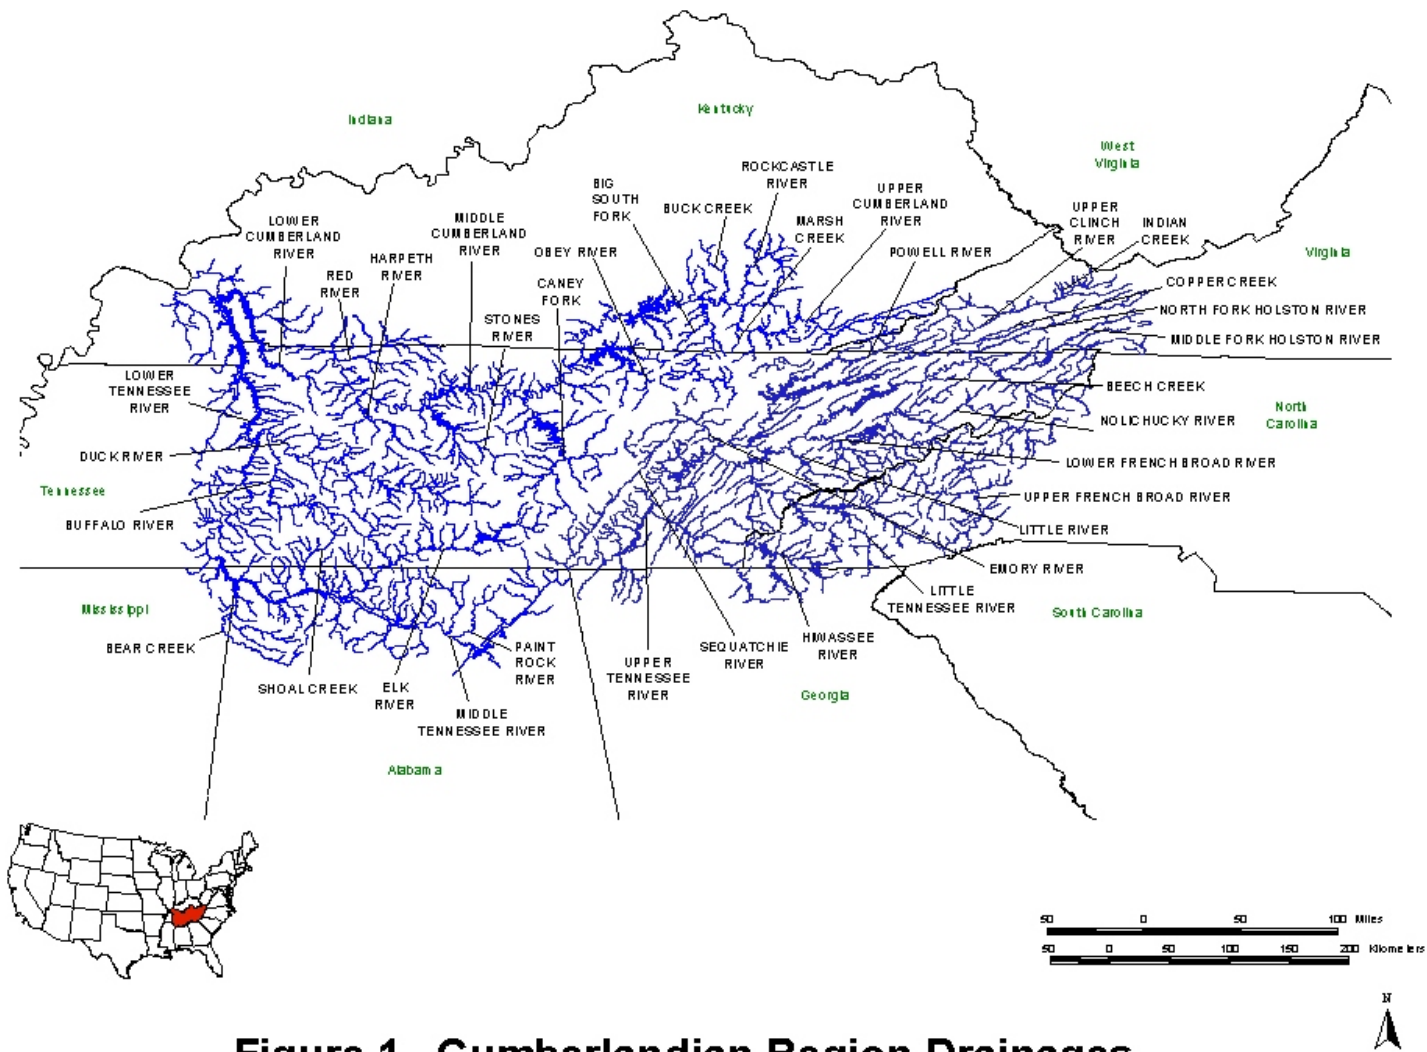 Indiana
Kentucky
West
Virginia
Virginia
ROCKCASTLE
RIVER
BIG
SOUTH
FORK
BUCK CREEK
UPPER
CUMBERLAND
RIVER
MARSH
CREEK
UPPER
CLINCH
RIVER
INDIAN
CREEK
LOWER
CUMBERLAND
RIVER
MIDDLE
CUMBERLAND
RIVER
HARPETH
RIVER
RED
RIVER
OBEY RIVER
POWELL RIVER
CANEY
FORK
STONES
RIVER
COPPER CREEK
NORTH FORK HOLSTON RIVER
MIDDLE FORK HOLSTON RIVER
LOWER
TENNESSEE
RIVER
BEECH CREEK
North
Carolina
NOLICHUCKY RIVER
DUCK RIVER
LOWER FRENCH BROAD RIVER
Tennessee
UPPER FRENCH BROAD RIVER
BUFFALO RIVER
LITTLE RIVER
EMORY RIVER
LITTLE
TENNESSEE RIVER
Mississippi
South Carolina
BEAR CREEK
HIWASSEE
RIVER
SEQUATCHIE
RIVER
PAINT
ROCK
RIVER
UPPER
TENNESSEE
RIVER
SHOAL CREEK
ELK
RIVER
Georgia
MIDDLE
TENNESSEE RIVER
Alabama
50 0 50 100 Miles
50 0 50 100 150 200 Kilometers
N
Figure 1. Cumberlandian Region Drainages